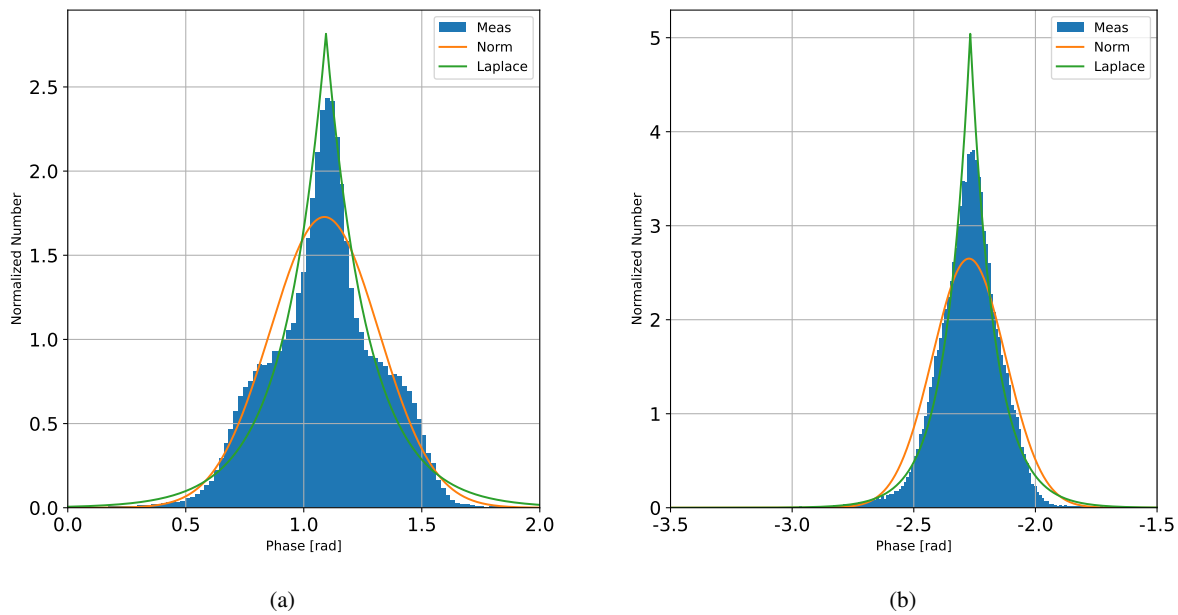 Meas
Norm
Laplace
Normalized Number
2.5
2.0
1.5
1.0
0.5
0.0
0.0 0.5 1.0 1.5 2.0
Phase [rad]
(a)
Meas
Norm
Laplace
Normalized Number
5
4
3
2
1
0
-3.5 -3.0 -2.5 -2.0 -1.5
Phase [rad]
(b)